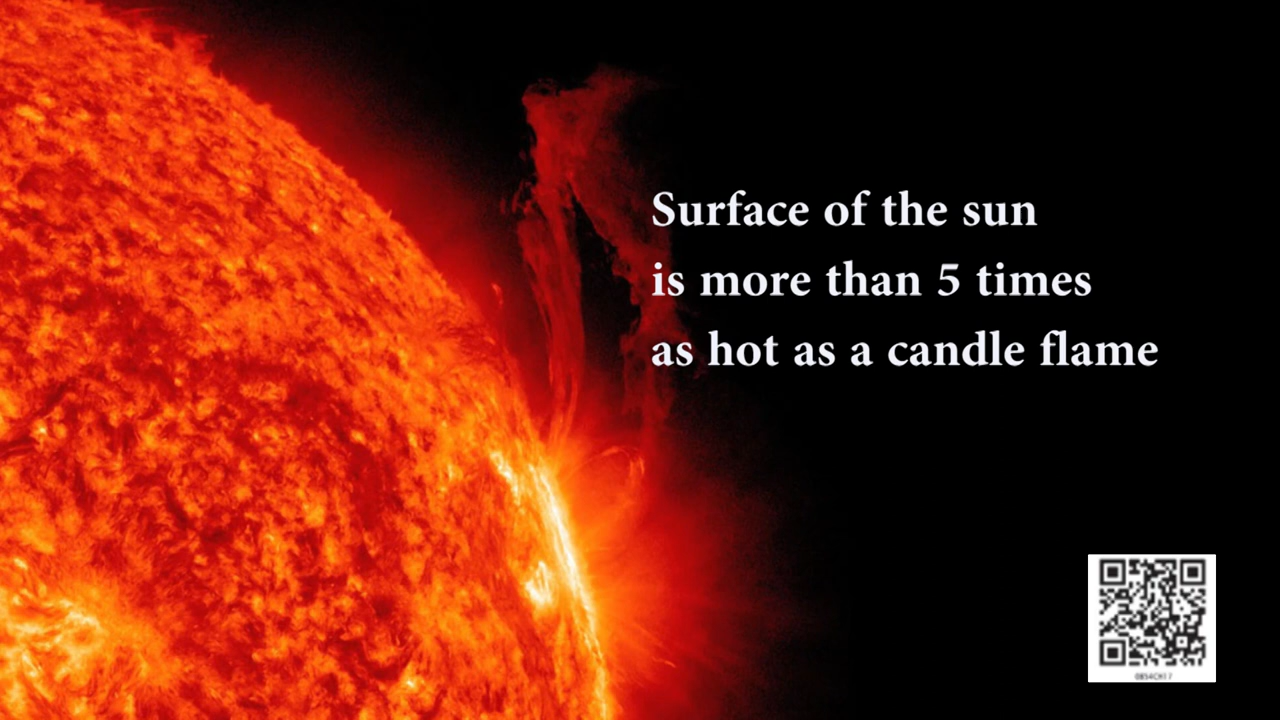 Surface of the sun
is more than 5 times
as hot as a candle flame